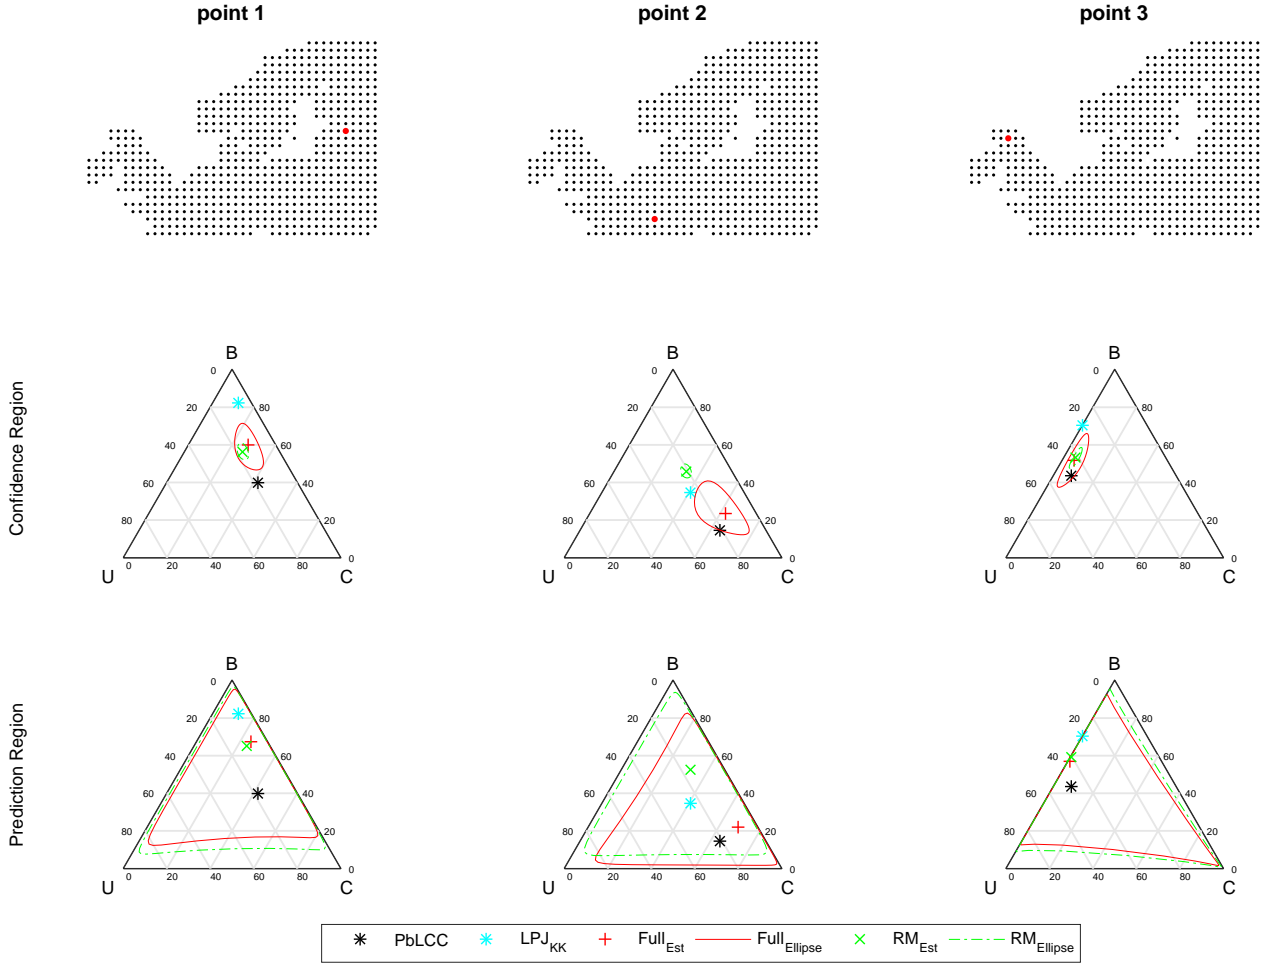 point 1 point 2 point 3
Confidence Region
B B B
0 0 0
20 80 20 80 20 80
40 60 40 60 40 60
60 40 60 40 60 40
80 20 80 20 80 20
0 20 40 60 80 0 0 20 40 60 80 0 0 20 40 60 80 0
U C U C U C
Prediction Region
B B B
0 0 0
20 80 20 80 20 80
40 60 40 60 40 60
60 40 60 40 60 40
80 20 80 20 80 20
0 20 40 60 80 0 0 20 40 60 80 0 0 20 40 60 80 0
U C U C U C
PbLCC LPJ_KK Full_Est Full_Ellipse RM_Est RM_Ellipse